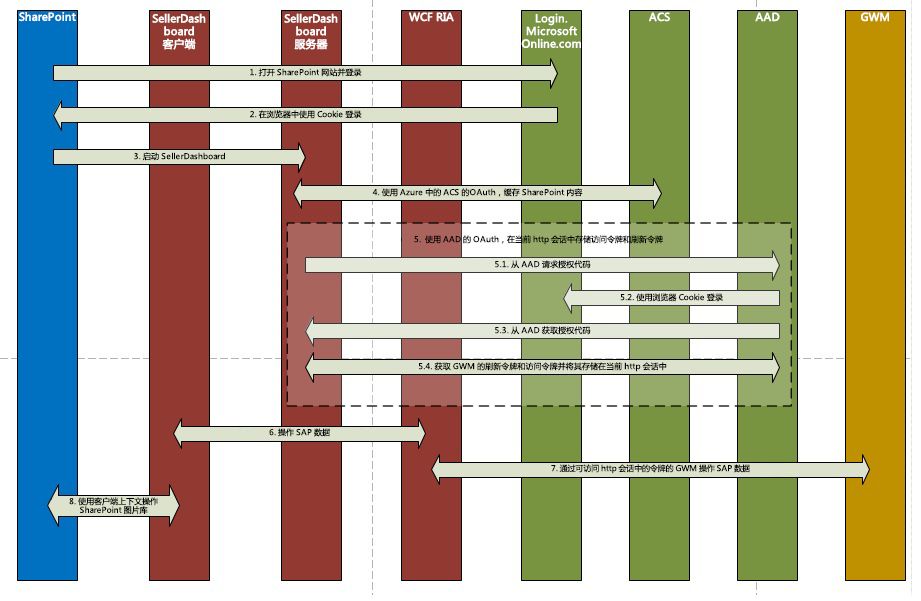 SharePoint
SellerDash
board
客户端
SellerDash
board
服务器
WCF RIA
Login.
Microsoft
Online.com
ACS
AAD
GWM
1. 打开 SharePoint 网站并登录
2. 在浏览器中使用 Cookie 登录
3. 启动 SellerDashboard
4. 使用 Azure 中的 ACS 的OAuth，缓存 SharePoint 内容
5. 使用 AAD 的 OAuth，在当前 http 会话中存储访问令牌和刷新令牌
5.1. 从 AAD 请求授权代码
5.2. 使用浏览器 Cookie 登录
5.3. 从 AAD 获取授权代码
5.4. 获取 GWM 的刷新令牌和访问令牌并将其存储在当前 http 会话中
6. 操作 SAP 数据
7. 通过可访问 http 会话中的令牌的 GWM 操作 SAP 数据
8. 使用客户端上下文操作
SharePoint 图片库